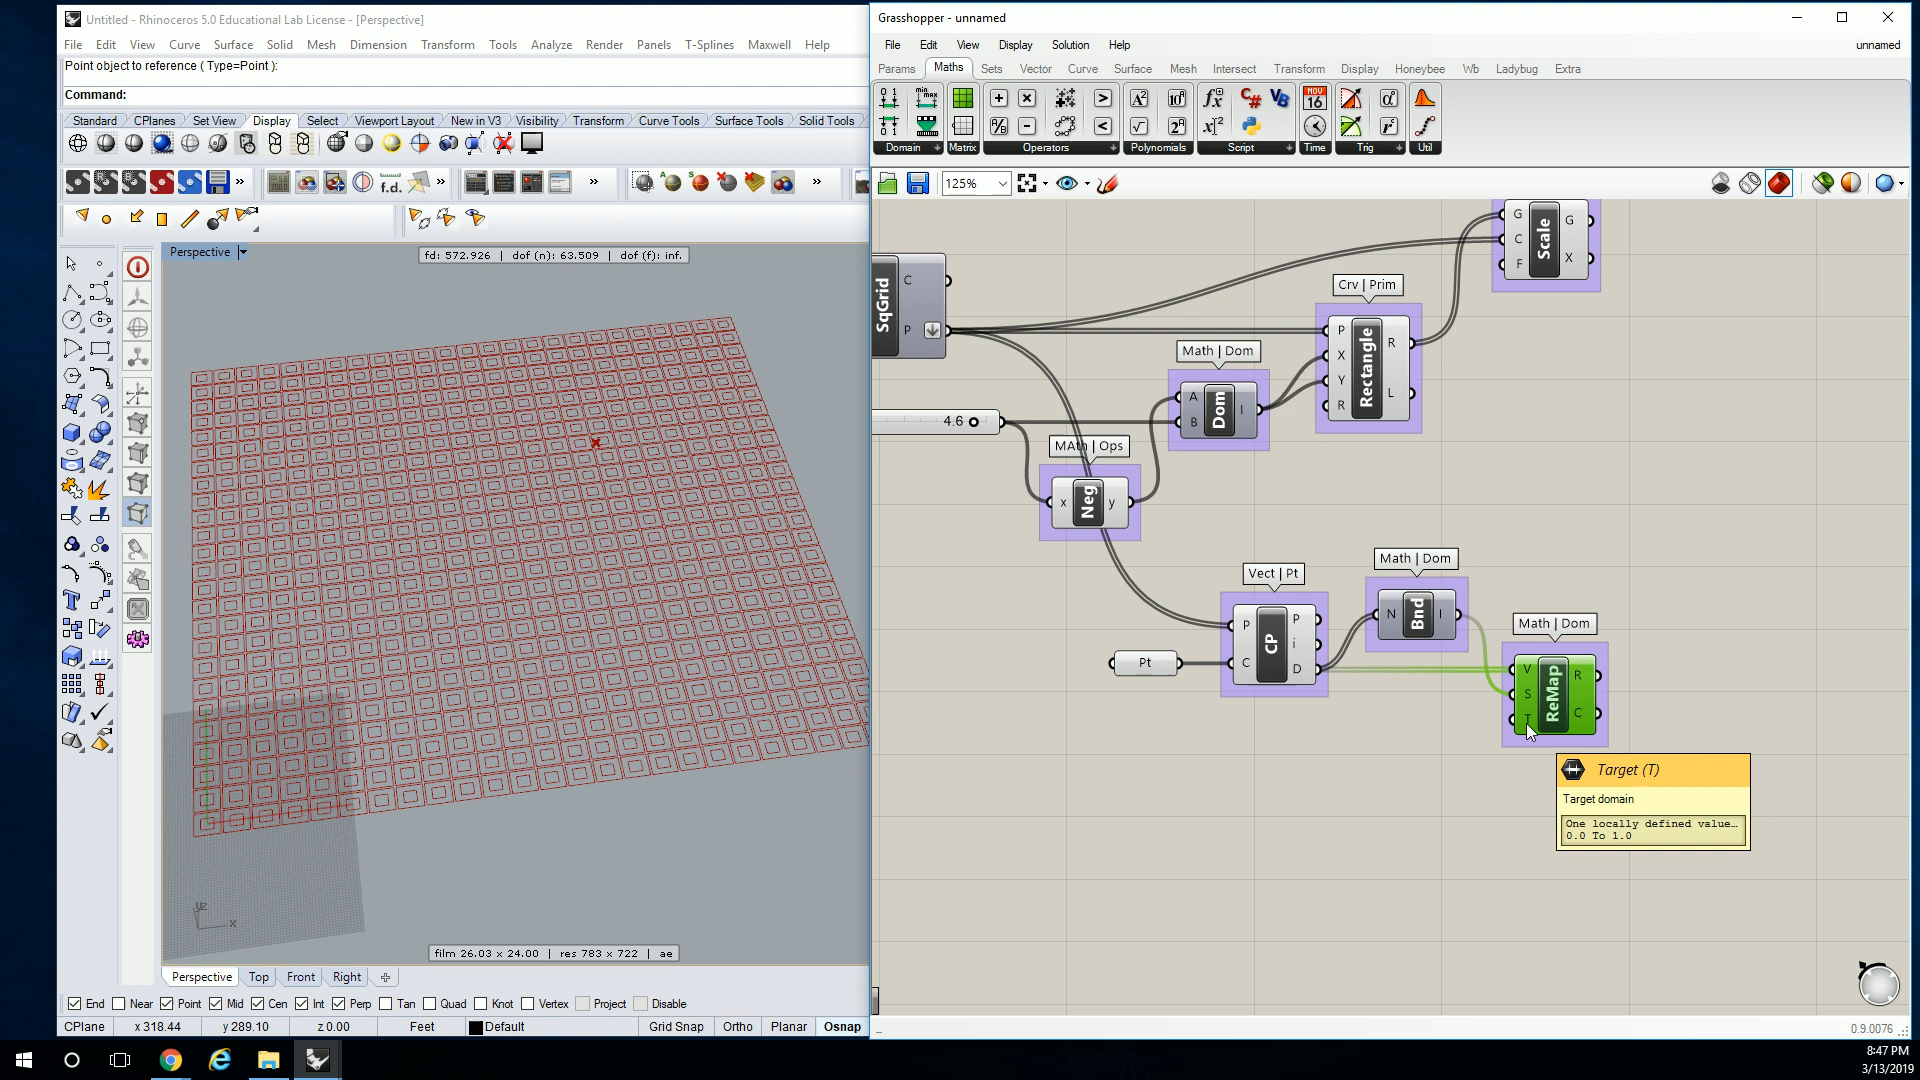 Untitled - Rhinoceros 5.0 Educational Lab License - [Perspective]
File Edit View Curve Surface Solid Mesh Dimension Transform Tools Analyze Render Panels T-Splines Maxwell Help
Point object to reference ( Type=Point ):
Command:
Standard CPlanes Set View Display Select Viewport Layout New in V3 Visibility Transform Curve Tools Surface Tools Solid Tools
f.d.
Perspective
fd: 572.926 | dof (n): 63.509 | dof (f): inf.
film 26.03 x 24.00 | res 783 x 722 | ae
x
Perspective Top Front Right
End Near Point Mid Cen Int Perp Tan Quad Knot Vertex Project Disable
CPlane x 318.44 y 289.10 z 0.00 Feet Default Grid Snap Ortho Planar Osnap
Grasshopper - unnamed
File Edit View Display Solution Help unnamed
Params Maths Sets Vector Curve Surface Mesh Intersect Transform Display Honeybee Wb Ladybug Extra
Domain Matrix Operators Polynomials Script Time Trig Util
125%
SqGrid C P
4.6
MAth | Ops
x Neg y
Math | Dom
A B Dom I
Crv | Prim
P X Y R Rectangle R L
G C F Scale G X
Vect | Pt
Pt
P C CP P i D
Math | Dom
N Bnd I
Math | Dom
V S T ReMap R C
Target (T)
Target domain
One locally defined value…
0.0 To 1.0
0.9.0076
8:47 PM
3/13/2019